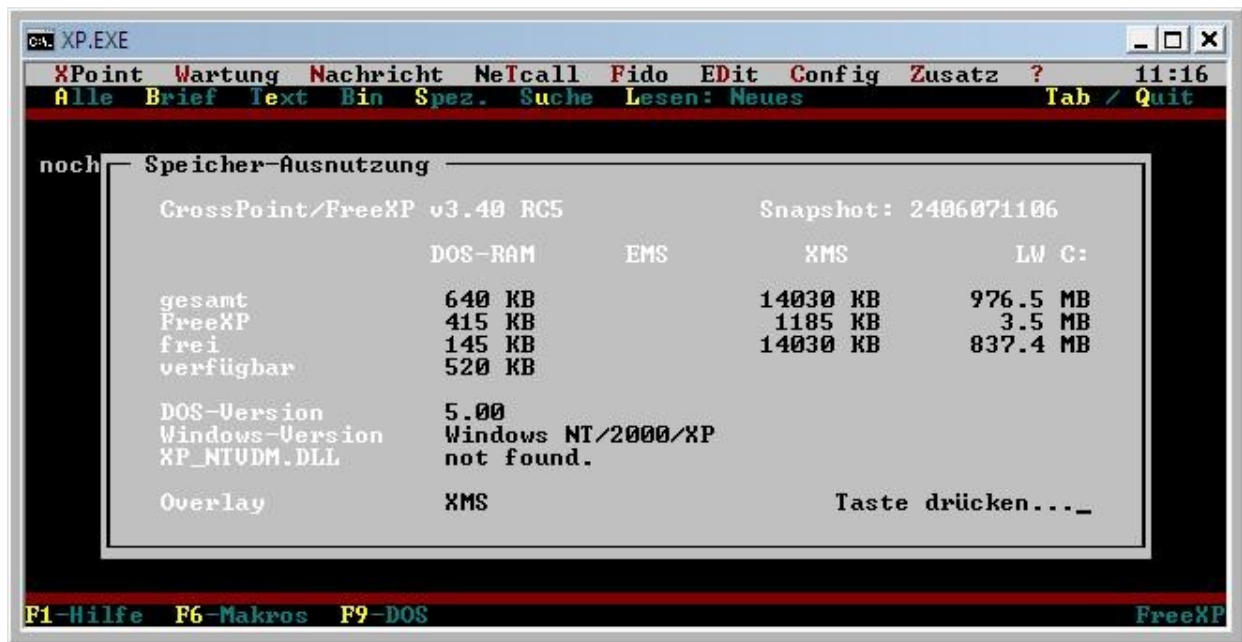 C:\. XP.EXE
XPoint Wartung Nachricht NeTcall Fido EDit Config Zusatz ? 11:16
Alle Brief Text Bin Spez. Suche Lesen: Neues Tab / Quit
noch Speicher-Ausnutzung
CrossPoint/FreeXP v3.40 RC5 Snapshot: 2406071106
DOS-RAM EMS XMS LW C:
gesamt 640 KB 14030 KB 976.5 MB
FreeXP 415 KB 1185 KB 3.5 MB
frei 145 KB 14030 KB 837.4 MB
verfügbar 520 KB
DOS-Version 5.00
Windows-Version Windows NT/2000/XP
XP_NTVDM.DLL not found.
Overlay XMS Taste drücken..._
F1-Hilfe F6-Makros F9-DOS FreeXP